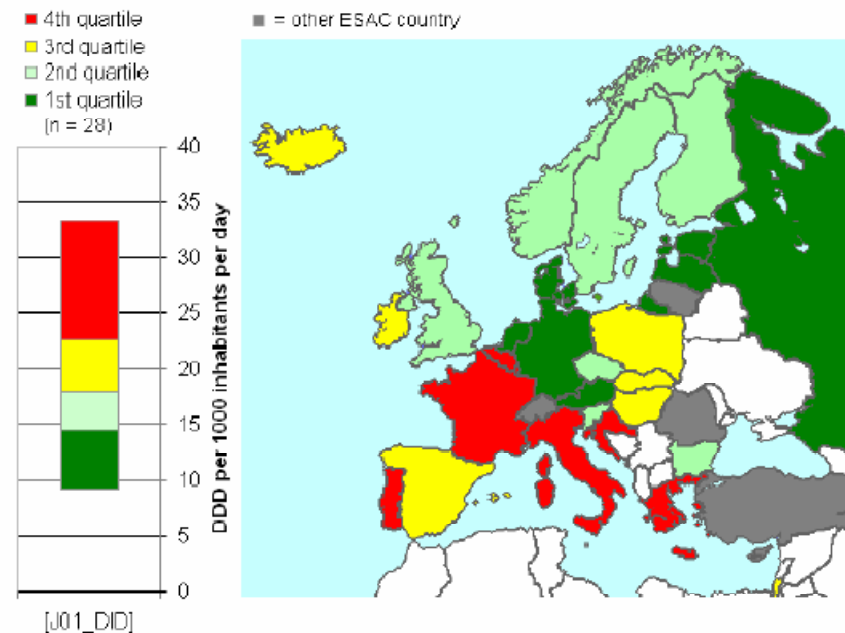 4th quartile
3rd quartile
2nd quartile
1st quartile
(n = 28)
= other ESAC country
40
35
30
25
20
15
10
5
0
DDD per 1000 inhabitants per day
[J01_DID]